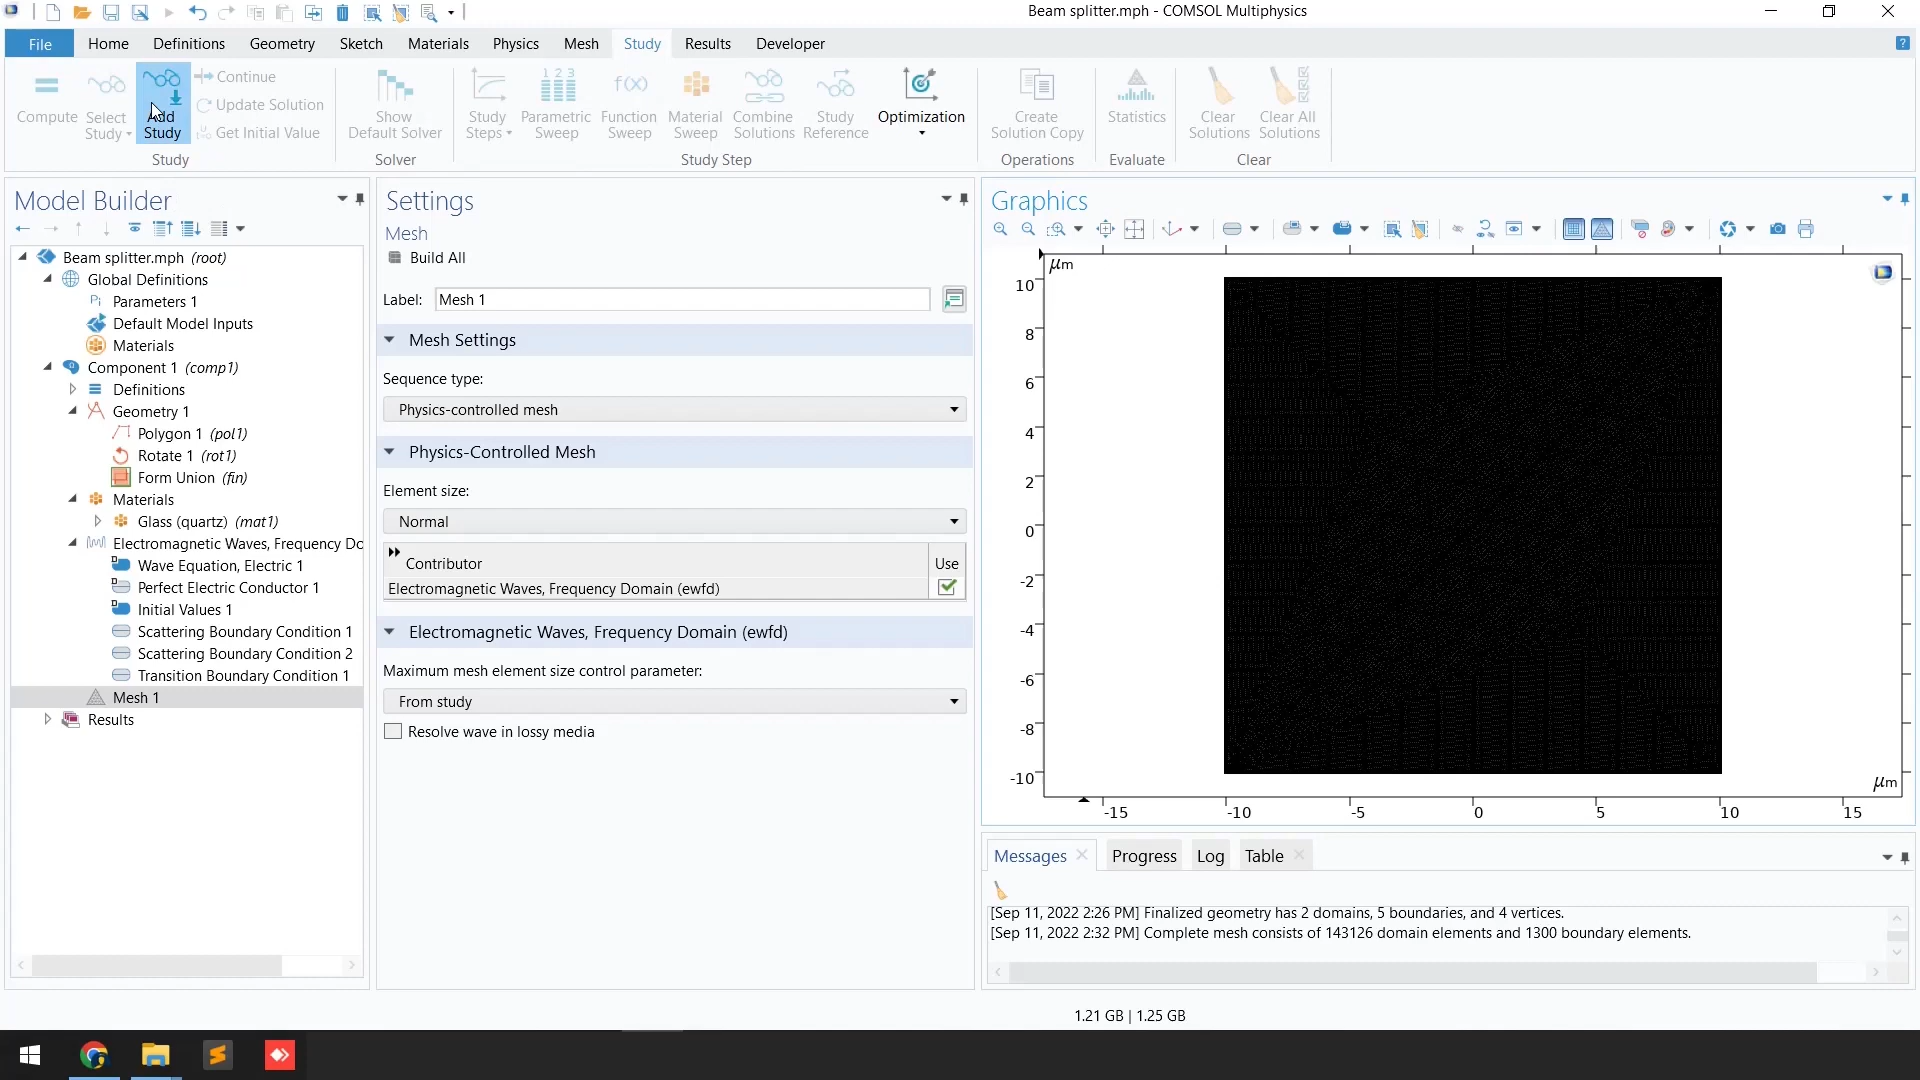 Beam splitter.mph - COMSOL Multiphysics
File
Home
Definitions
Geometry
Sketch
Materials
Physics
Mesh
Study
Results
Developer
Compute
Select
Study
Add
Study
Continue
Update Solution
Get Initial Value
Study
Show
Default Solver
Solver
Study
Steps
Parametric
Sweep
Function
Sweep
Material
Sweep
Combine
Solutions
Study
Reference
Optimization
Study Step
Create
Solution Copy
Operations
Statistics
Evaluate
Clear
Solutions
Clear All
Solutions
Clear
Model Builder
Beam splitter.mph (root)
Global Definitions
Parameters 1
Default Model Inputs
Materials
Component 1 (comp1)
Definitions
Geometry 1
Polygon 1 (pol1)
Rotate 1 (rot1)
Form Union (fin)
Materials
Glass (quartz) (mat1)
Electromagnetic Waves, Frequency Do
Wave Equation, Electric 1
Perfect Electric Conductor 1
Initial Values 1
Scattering Boundary Condition 1
Scattering Boundary Condition 2
Transition Boundary Condition 1
Mesh 1
Results
Settings
Mesh
Build All
Label: Mesh 1
Mesh Settings
Sequence type:
Physics-controlled mesh
Physics-Controlled Mesh
Element size:
Normal
Contributor Use
Electromagnetic Waves, Frequency Domain (ewfd)
Electromagnetic Waves, Frequency Domain (ewfd)
Maximum mesh element size control parameter:
From study
Resolve wave in lossy media
Graphics
μm
10
8
6
4
2
0
-2
-4
-6
-8
-10
μm
-15 -10 -5 0 5 10 15
Messages
Progress
Log
Table
[Sep 11, 2022 2:26 PM] Finalized geometry has 2 domains, 5 boundaries, and 4 vertices.
[Sep 11, 2022 2:32 PM] Complete mesh consists of 143126 domain elements and 1300 boundary elements.
1.21 GB | 1.25 GB